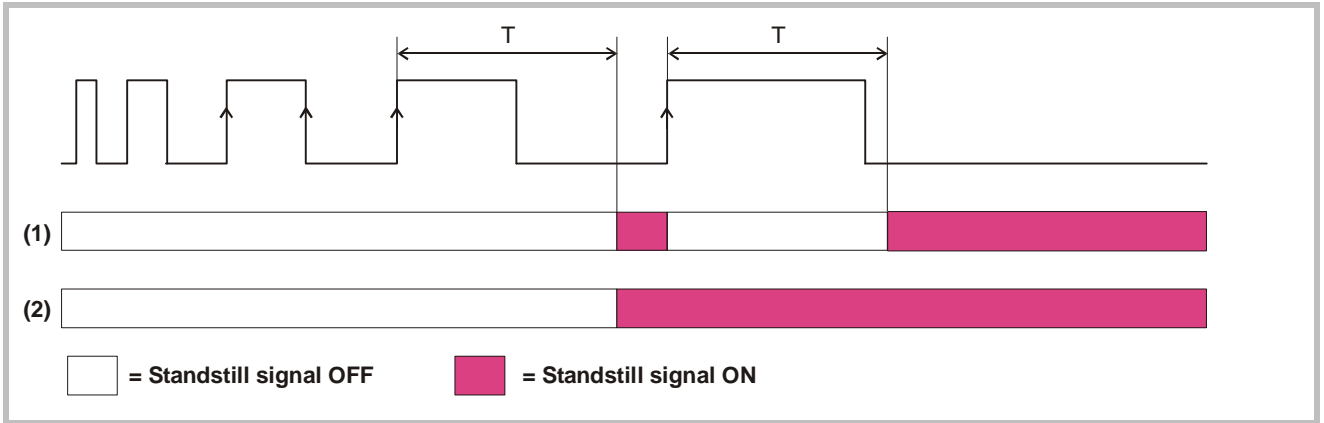 T T
(1)
(2)
= Standstill signal OFF = Standstill signal ON